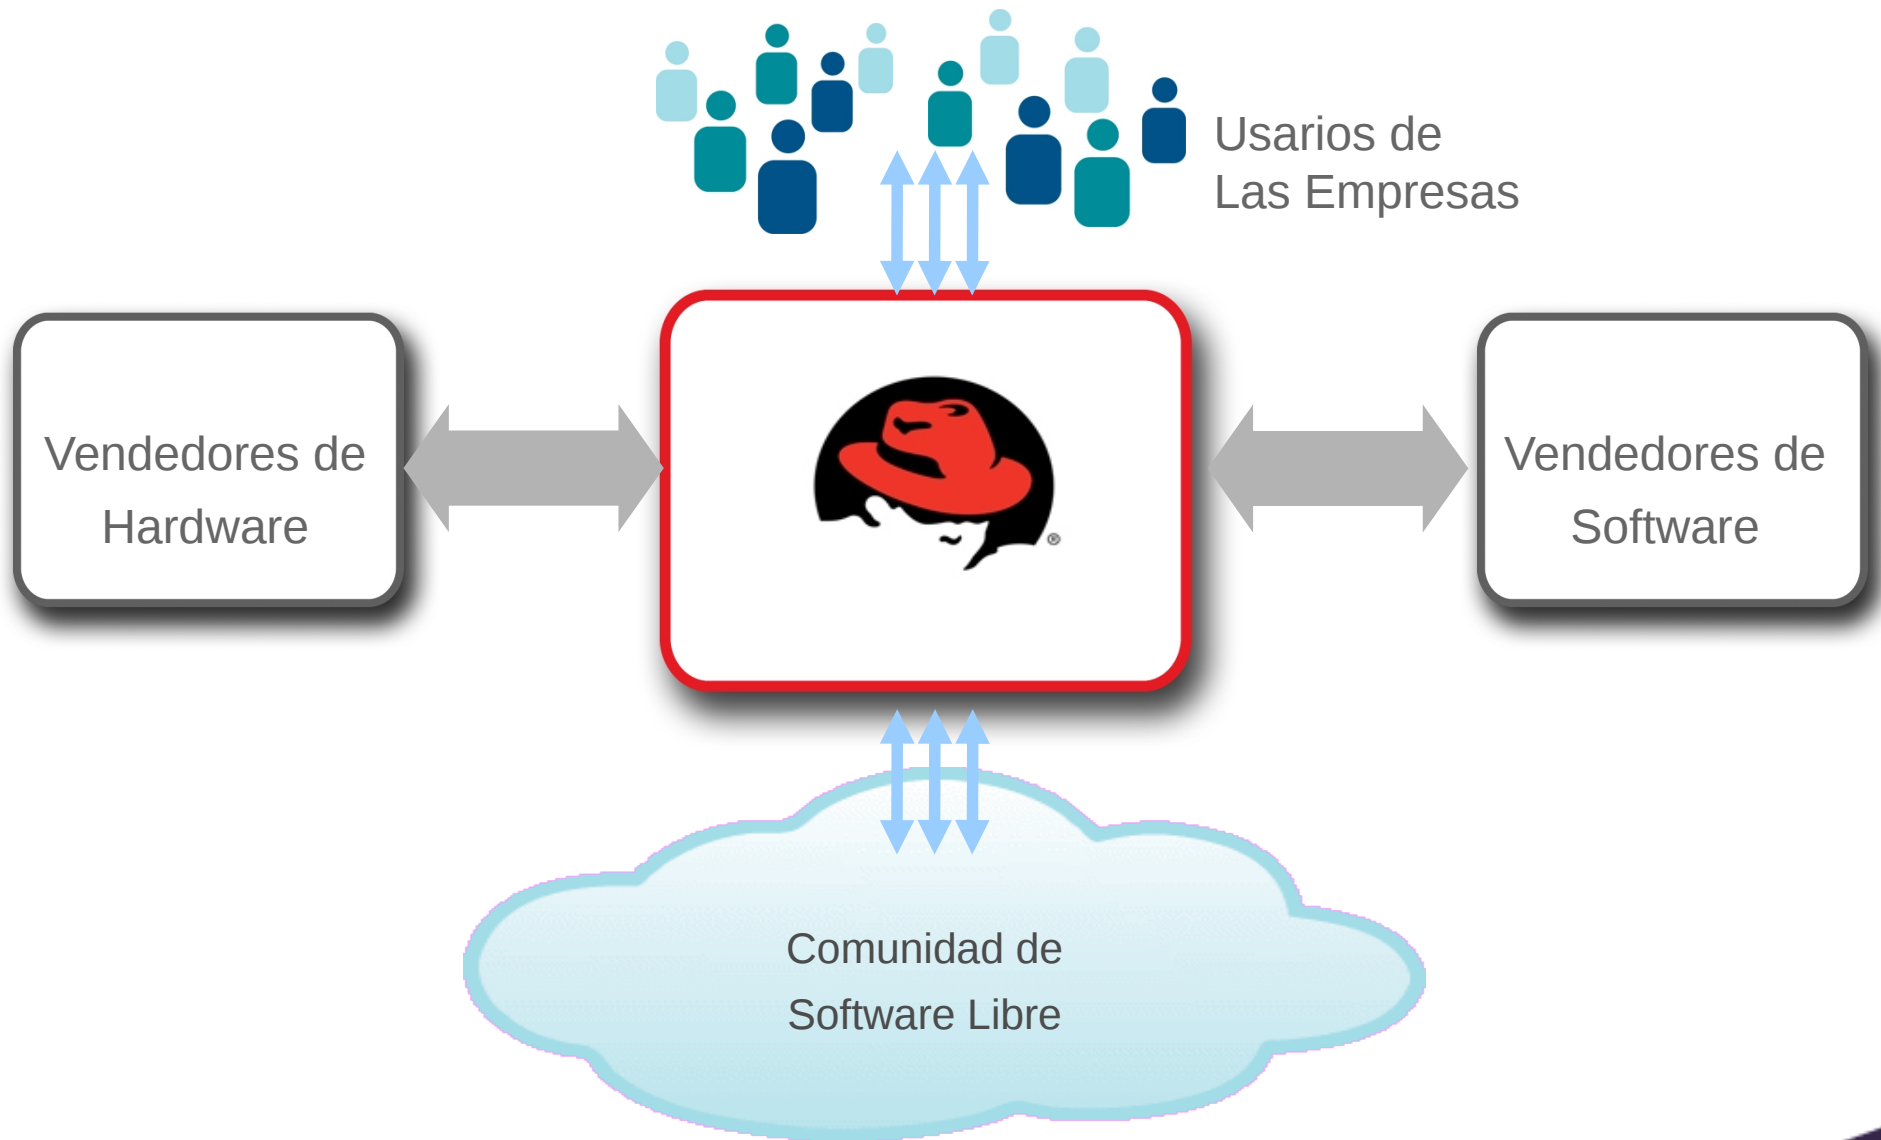 Usarios de
Las Empresas
Vendedores de
Hardware
Vendedores de
Software
®
Comunidad de
Software Libre